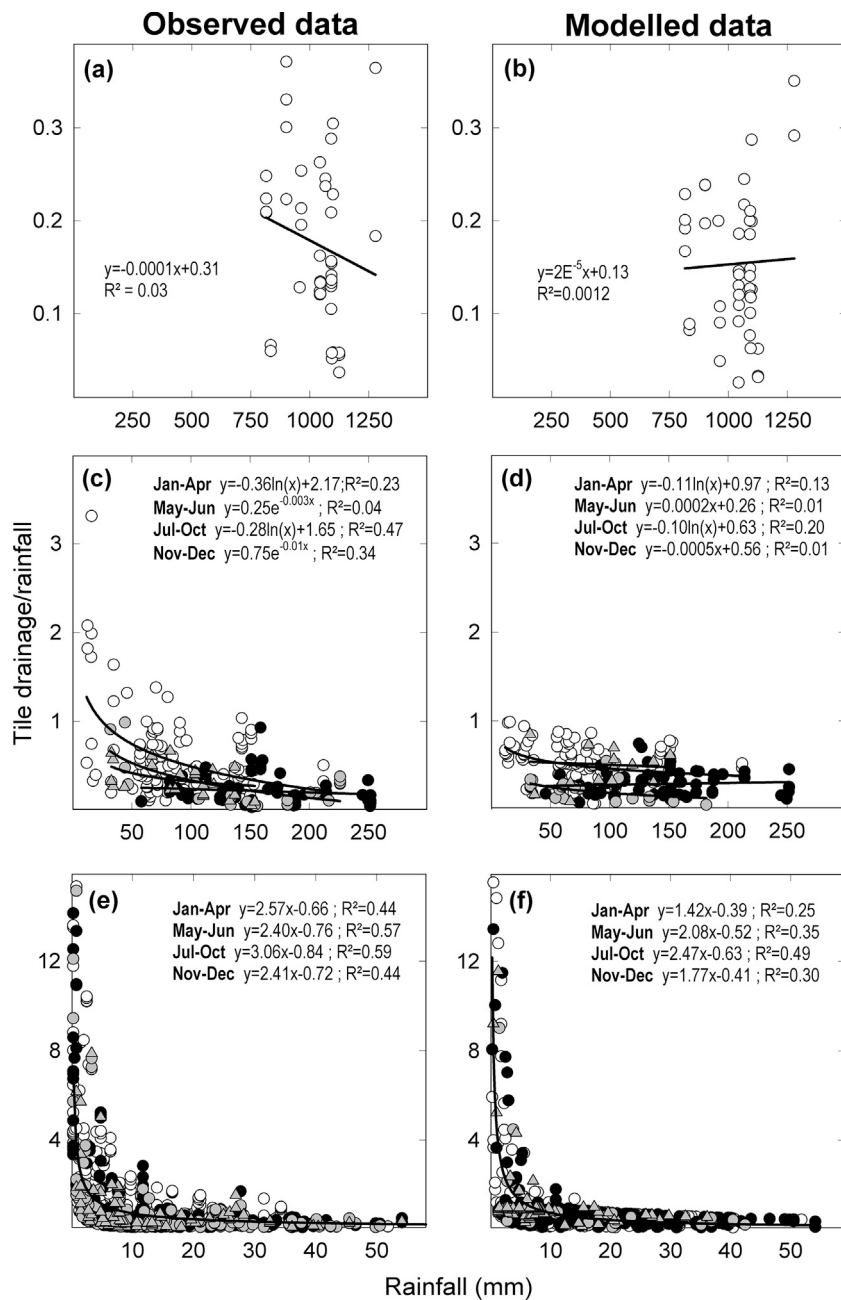 Observed data
Modelled data
(a)
0.3
0.2
0.1
y=-0.0001x+0.31
R² = 0.03
250 500 750 1000 1250
(b)
0.3
0.2
0.1
y=2E⁻⁵x+0.13
R²=0.0012
250 500 750 1000 1250
Tile drainage/rainfall
(c)
Jan-Apr y=-0.36ln(x)+2.17;R²=0.23
May-Jun y=0.25e⁻⁰·⁰⁰³ˣ ; R²=0.04
Jul-Oct y=-0.28ln(x)+1.65 ; R²=0.47
Nov-Dec y=0.75e⁻⁰·⁰¹ˣ ; R²=0.34
3
2
1
50 100 150 200 250
(d)
Jan-Apr y=-0.11ln(x)+0.97 ; R²=0.13
May-Jun y=0.0002x+0.26 ; R²=0.01
Jul-Oct y=-0.10ln(x)+0.63 ; R²=0.20
Nov-Dec y=-0.0005x+0.56 ; R²=0.01
3
2
1
50 100 150 200 250
(e)
Jan-Apr y=2.57x-0.66 ; R²=0.44
May-Jun y=2.40x-0.76 ; R²=0.57
Jul-Oct y=3.06x-0.84 ; R²=0.59
Nov-Dec y=2.41x-0.72 ; R²=0.44
12
8
4
10 20 30 40 50
(f)
Jan-Apr y=1.42x-0.39 ; R²=0.25
May-Jun y=2.08x-0.52 ; R²=0.35
Jul-Oct y=2.47x-0.63 ; R²=0.49
Nov-Dec y=1.77x-0.41 ; R²=0.30
12
8
4
10 20 30 40 50
Rainfall (mm)